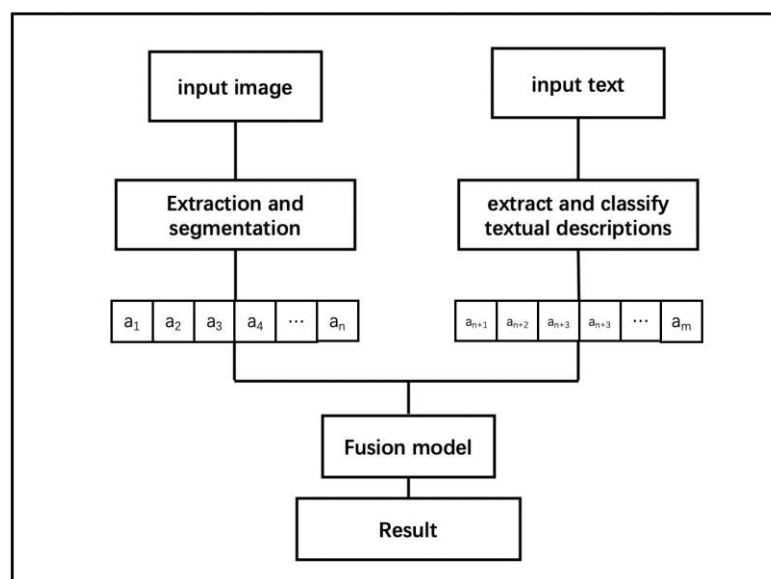 input image
input text
Extraction and
segmentation
extract and classify
textual descriptions
a₁ a₂ a₃ a₄ ⋯ aₙ
aₙ₊₁ aₙ₊₂ aₙ₊₃ aₙ₊₃ ⋯ aₘ
Fusion model
Result